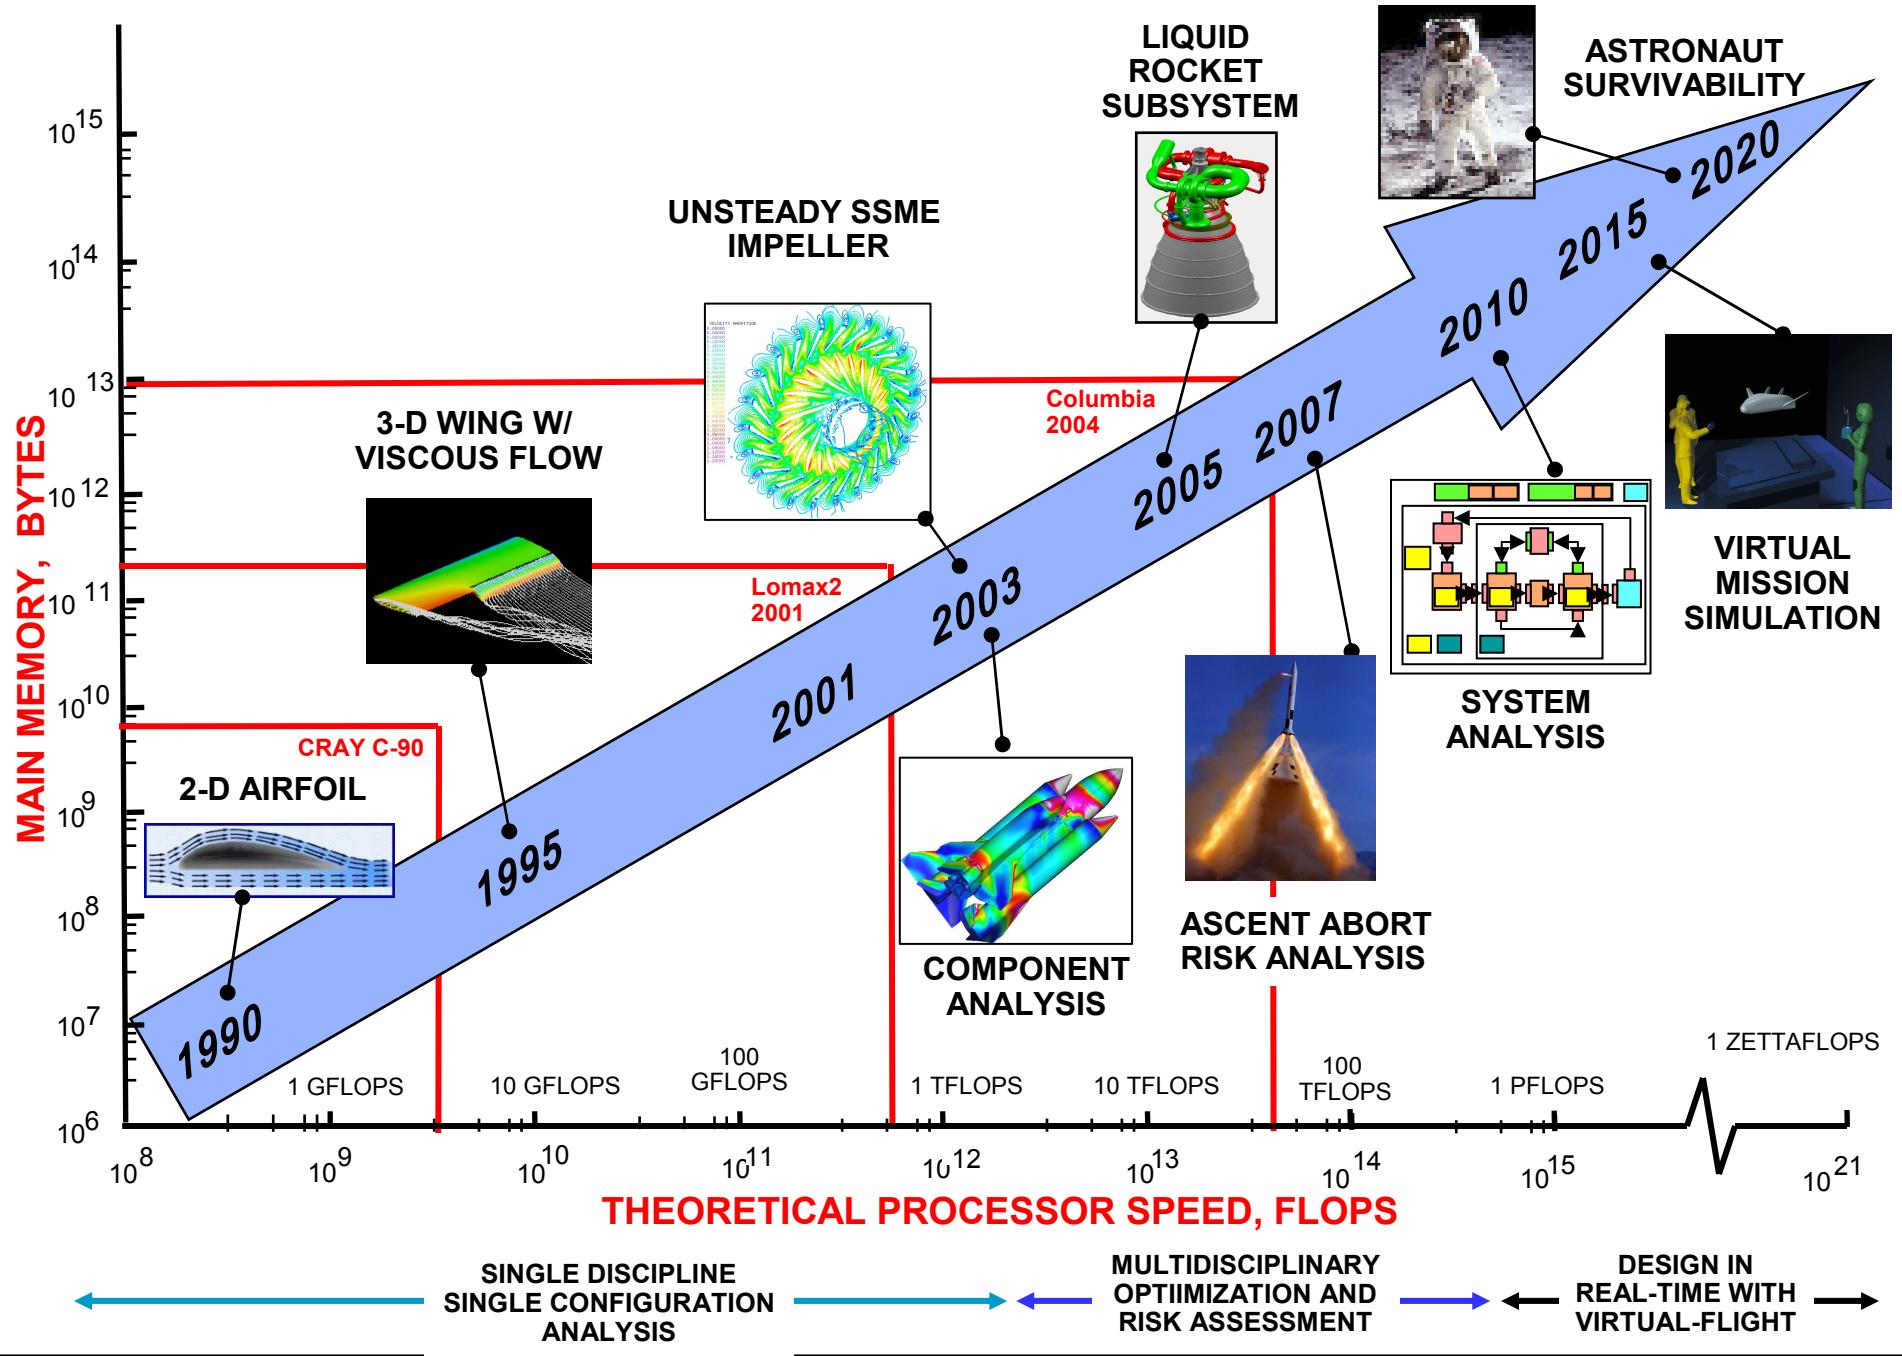 LIQUID
ROCKET
SUBSYSTEM
ASTRONAUT
SURVIVABILITY
UNSTEADY SSME
IMPELLER
3-D WING W/
VISCOUS FLOW
2-D AIRFOIL
CRAY C-90
Lomax2
2001
Columbia
2004
1990
1995
2001
2003
2005
2007
2010
2015
2020
COMPONENT
ANALYSIS
ASCENT ABORT
RISK ANALYSIS
SYSTEM
ANALYSIS
VIRTUAL
MISSION
SIMULATION
VELOCITY MAGNITUDE
MAIN MEMORY, BYTES
10^15
10^14
10^13
10^12
10^11
10^10
10^9
10^8
10^7
10^6
1 GFLOPS
10 GFLOPS
100
GFLOPS
1 TFLOPS
10 TFLOPS
100
TFLOPS
1 PFLOPS
1 ZETTAFLOPS
10^8
10^9
10^10
10^11
10^12
10^13
10^14
10^15
10^21
THEORETICAL PROCESSOR SPEED, FLOPS
SINGLE DISCIPLINE
SINGLE CONFIGURATION
ANALYSIS
MULTIDISCIPLINARY
OPTIIMIZATION AND
RISK ASSESSMENT
DESIGN IN
REAL-TIME WITH
VIRTUAL-FLIGHT